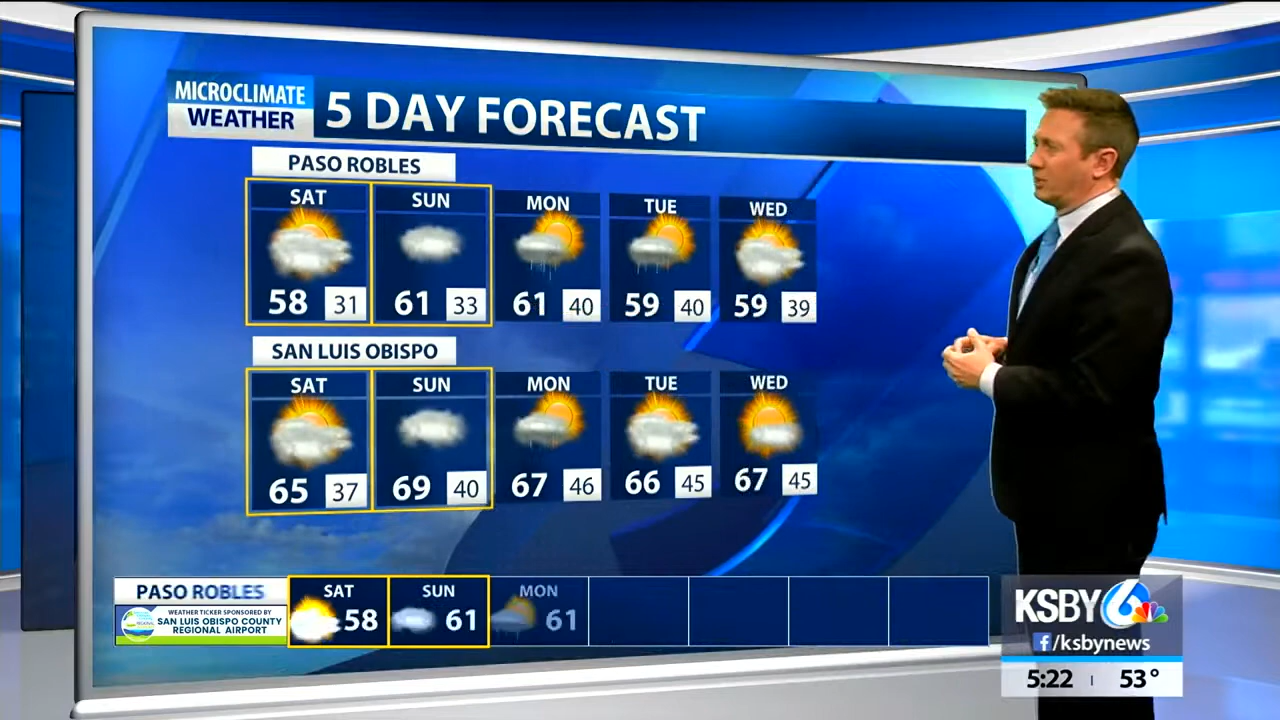 MICROCLIMATE
WEATHER
5 DAY FORECAST
PASO ROBLES
SAT SUN MON TUE WED
58 31 61 33 61 40 59 40 59 39
SAN LUIS OBISPO
SAT SUN MON TUE WED
65 37 69 40 67 46 66 45 67 45
PASO ROBLES
WEATHER TICKER SPONSORED BY
SAN LUIS OBISPO COUNTY
REGIONAL AIRPORT
SAT SUN MON
58 61 61
KSBY 6
f/ksbynews
5:22 53°